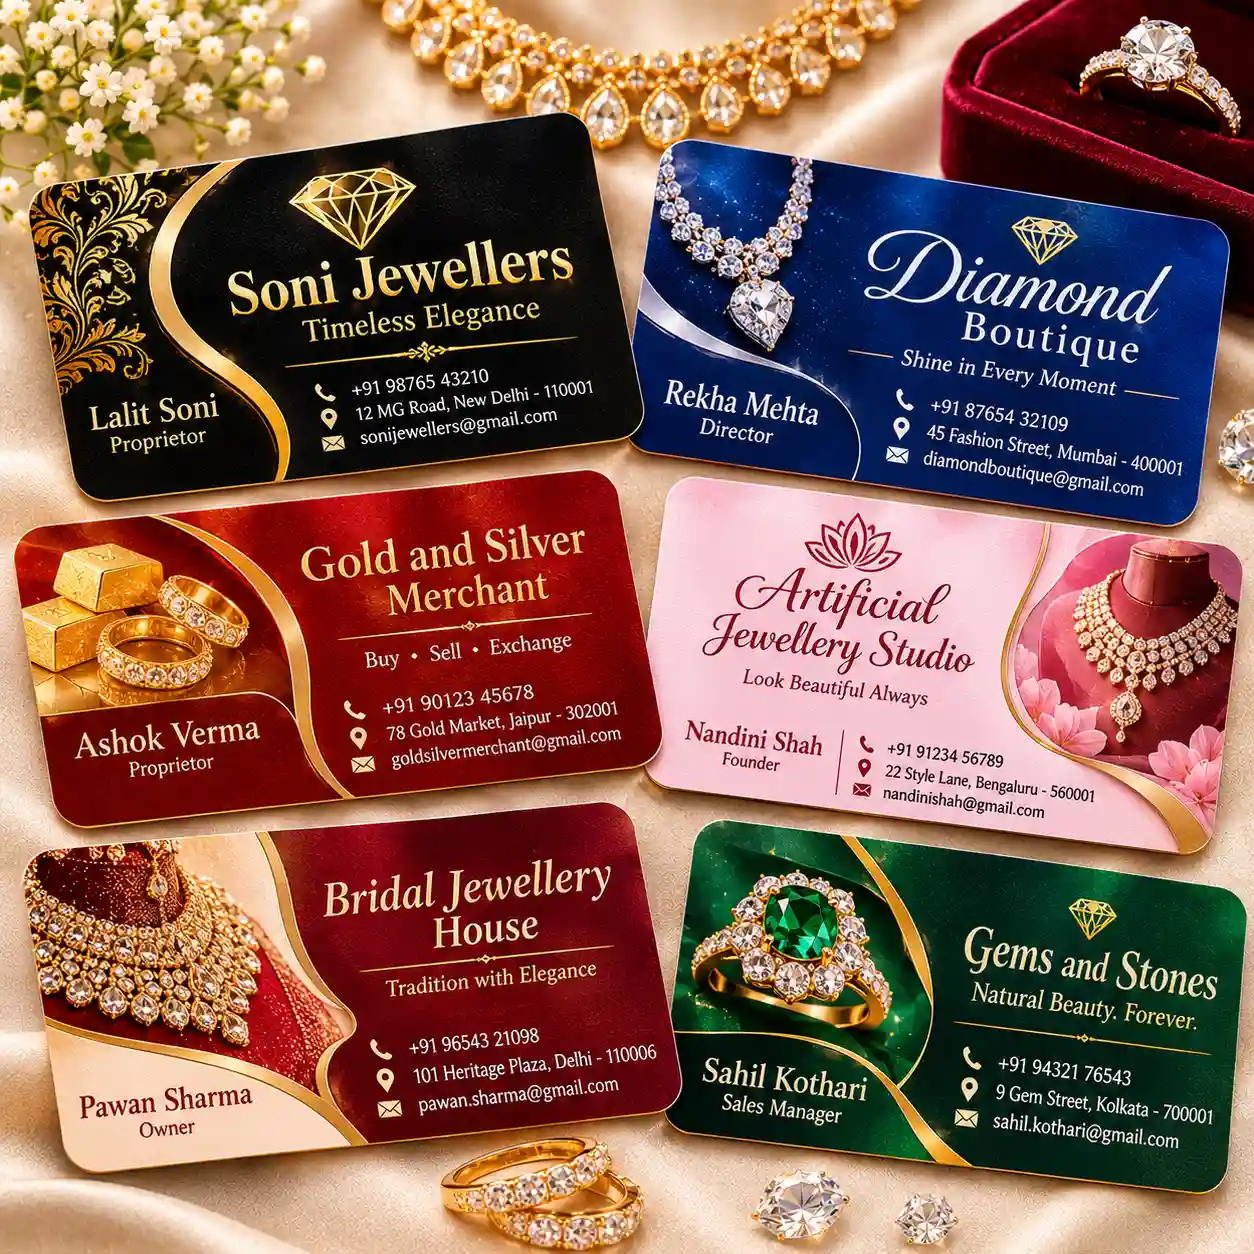 Soni Jewellers
Timeless Elegance
Lalit Soni
Proprietor
+91 98765 43210
12 MG Road, New Delhi - 110001
sonijewellers@gmail.com
Diamond
Boutique
Shine in Every Moment
Rekha Mehta
Director
+91 87654 32109
45 Fashion Street, Mumbai - 400001
diamondboutique@gmail.com
Gold and Silver
Merchant
Buy • Sell • Exchange
Ashok Verma
Proprietor
+91 90123 45678
78 Gold Market, Jaipur - 302001
goldsilvermerchant@gmail.com
Artificial
Jewellery Studio
Look Beautiful Always
Nandini Shah
Founder
+91 91234 56789
22 Style Lane, Bengaluru - 560001
nandinishah@gmail.com
Bridal Jewellery
House
Tradition with Elegance
Pawan Sharma
Owner
+91 96543 21098
101 Heritage Plaza, Delhi - 110006
pawan.sharma@gmail.com
Gems and Stones
Natural Beauty. Forever.
Sahil Kothari
Sales Manager
+91 94321 76543
9 Gem Street, Kolkata - 700001
sahil.kothari@gmail.com